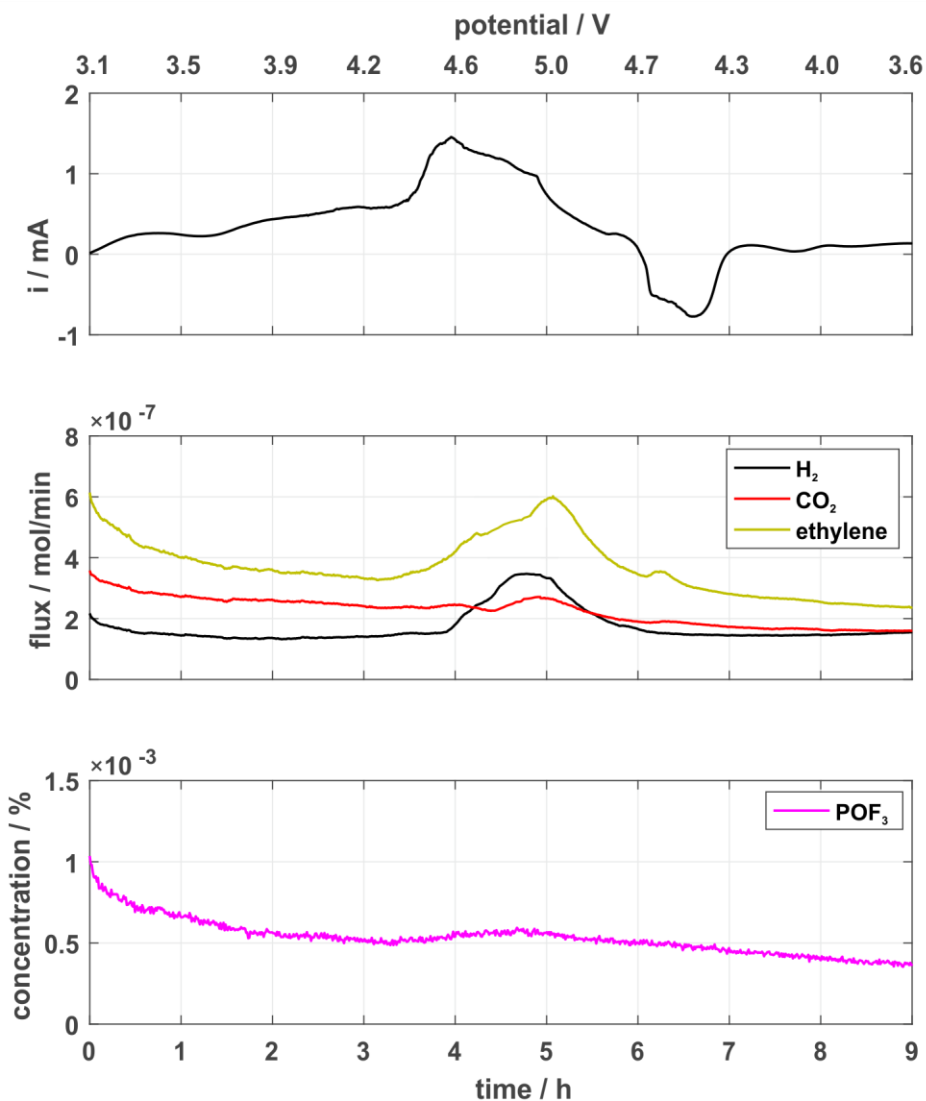 potential / V
3.1 3.5 3.9 4.2 4.6 5.0 4.7 4.3 4.0 3.6
2
1
0
-1
i / mA
×10 -7
8
6
4
2
0
flux / mol/min
H₂
CO₂
ethylene
×10 -3
1.5
1
0.5
0
concentration / %
POF₃
0 1 2 3 4 5 6 7 8 9
time / h